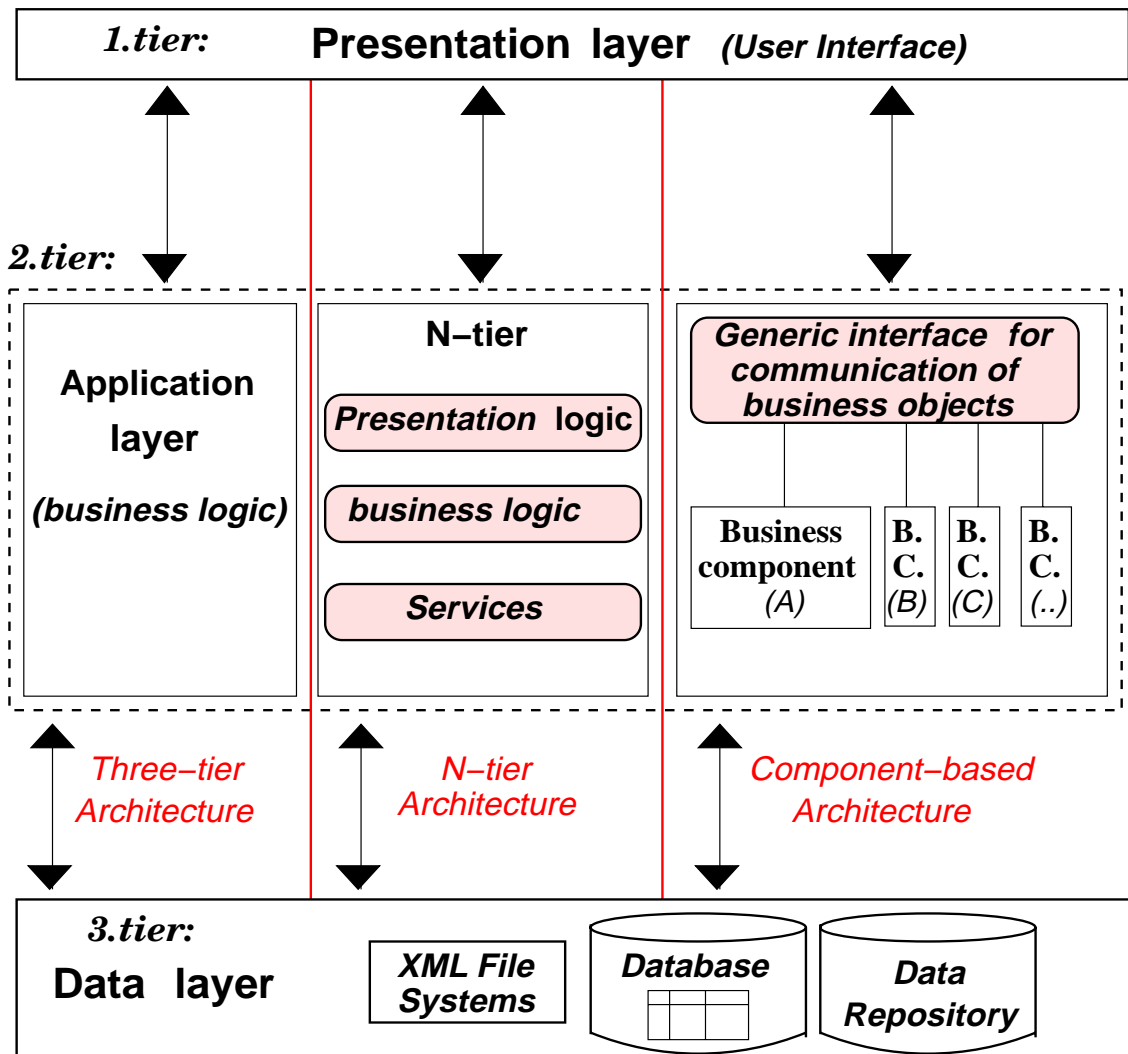 1.tier: Presentation layer (User Interface)
2.tier:
Application
layer
(business logic)
N–tier
Presentation logic
business logic
Services
Generic interface for
communication of
business objects
Business
component
(A)
B.
C.
(B)
B.
C.
(C)
B.
C.
(..)
Three–tier
Architecture
N–tier
Architecture
Component–based
Architecture
3.tier:
Data layer
XML File
Systems
Database
Data
Repository